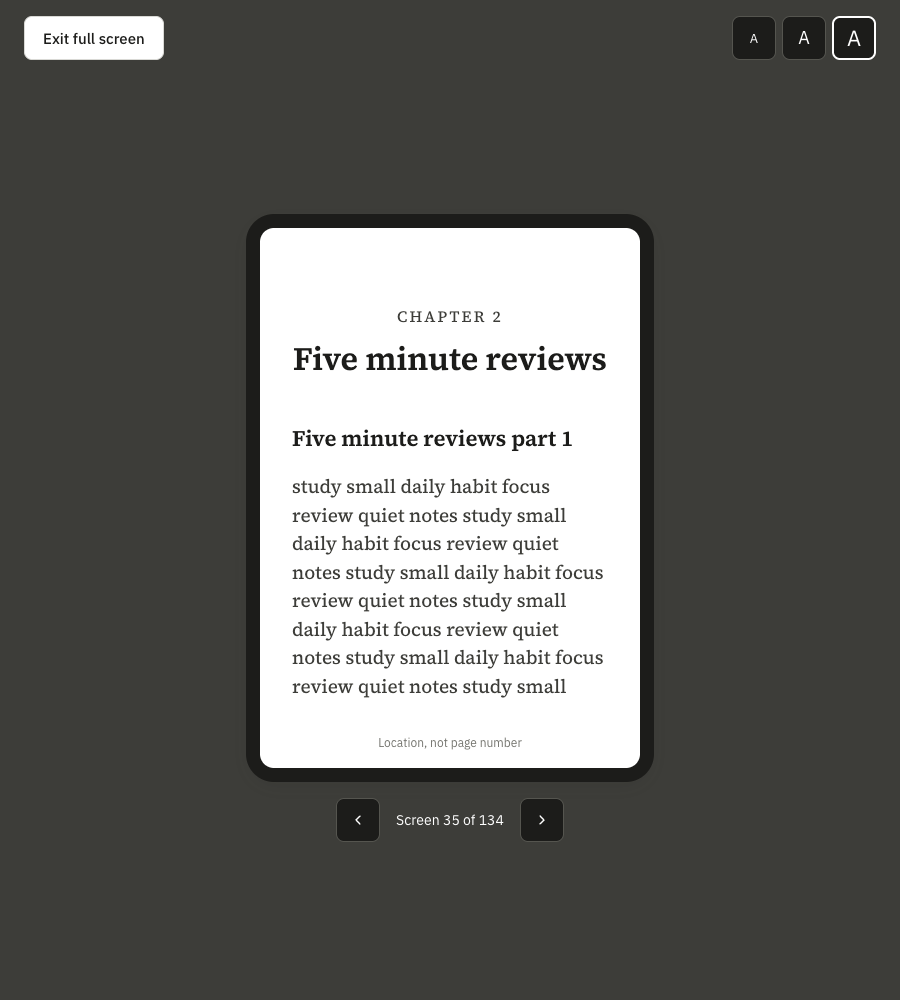 Exit full screen
A A A
CHAPTER 2
Five minute reviews
Five minute reviews part 1
study small daily habit focus
review quiet notes study small
daily habit focus review quiet
notes study small daily habit focus
review quiet notes study small
daily habit focus review quiet
notes study small daily habit focus
review quiet notes study small
Location, not page number
Screen 35 of 134